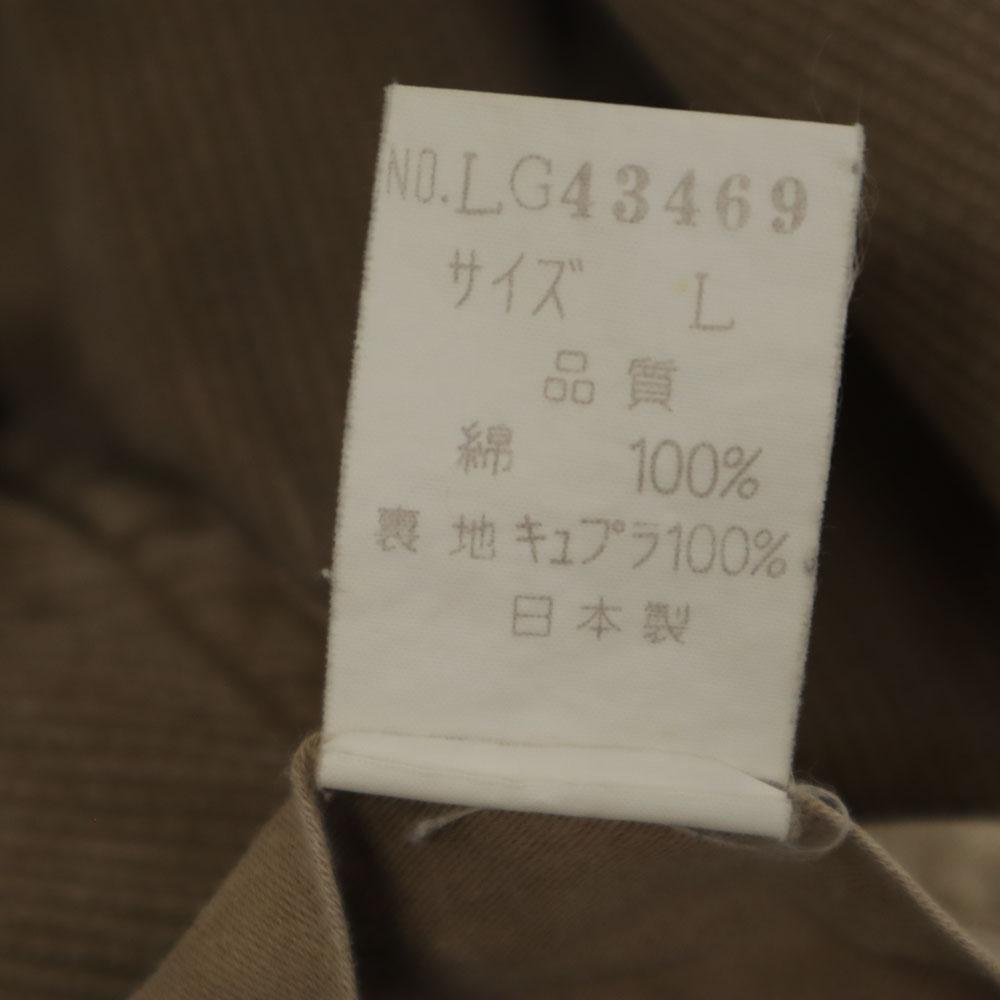 NO.LG43469
サイズ L
品質
綿 100%
裏地キュプラ100%
日本製